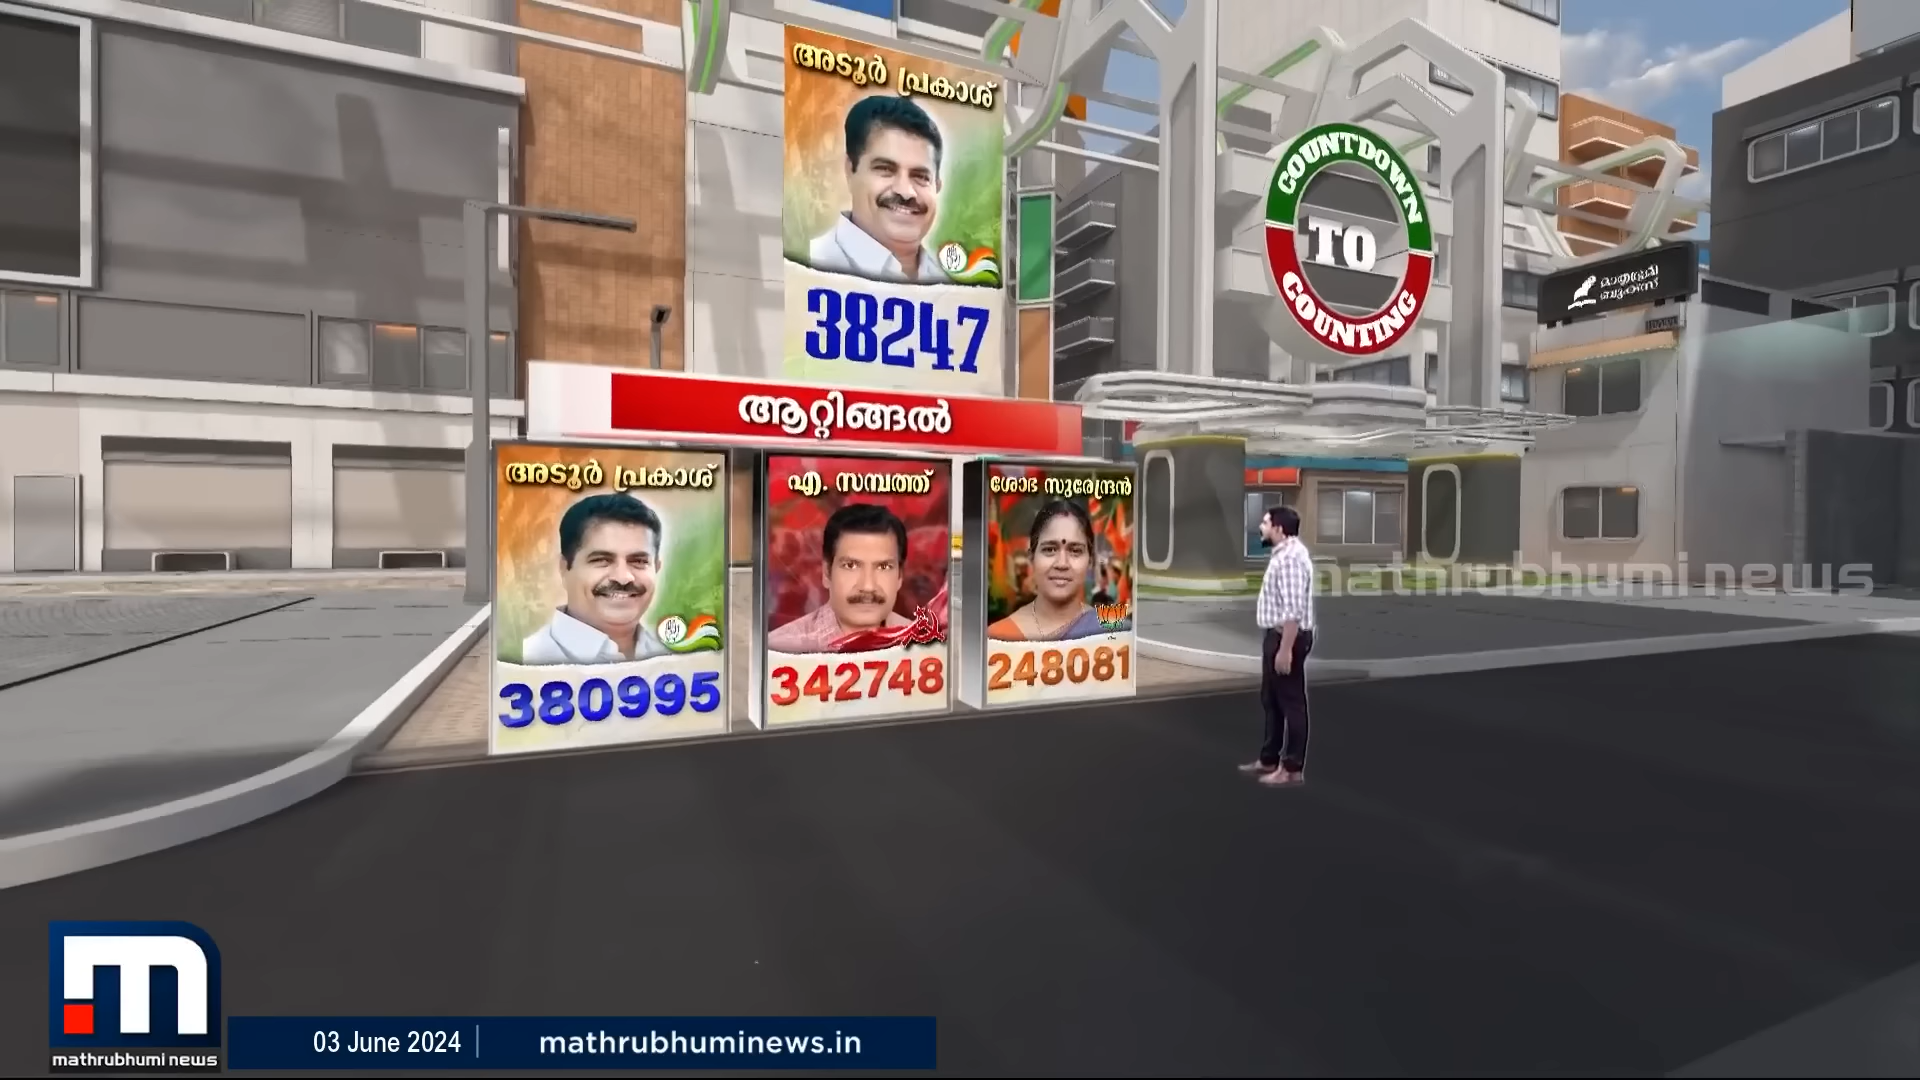 അടൂർ പ്രകാശ്
38247
COUNTDOWN
TO
COUNTING
മാതൃഭൂമി
ബുക്സ്
ആറ്റിങ്ങൽ
അടൂർ പ്രകാശ്
380995
എ. സമ്പത്ത്
342748
ശോഭ സുരേന്ദ്രൻ
248081
mathrubhumi news
mathrubhumi news
03 June 2024
mathrubhuminews.in